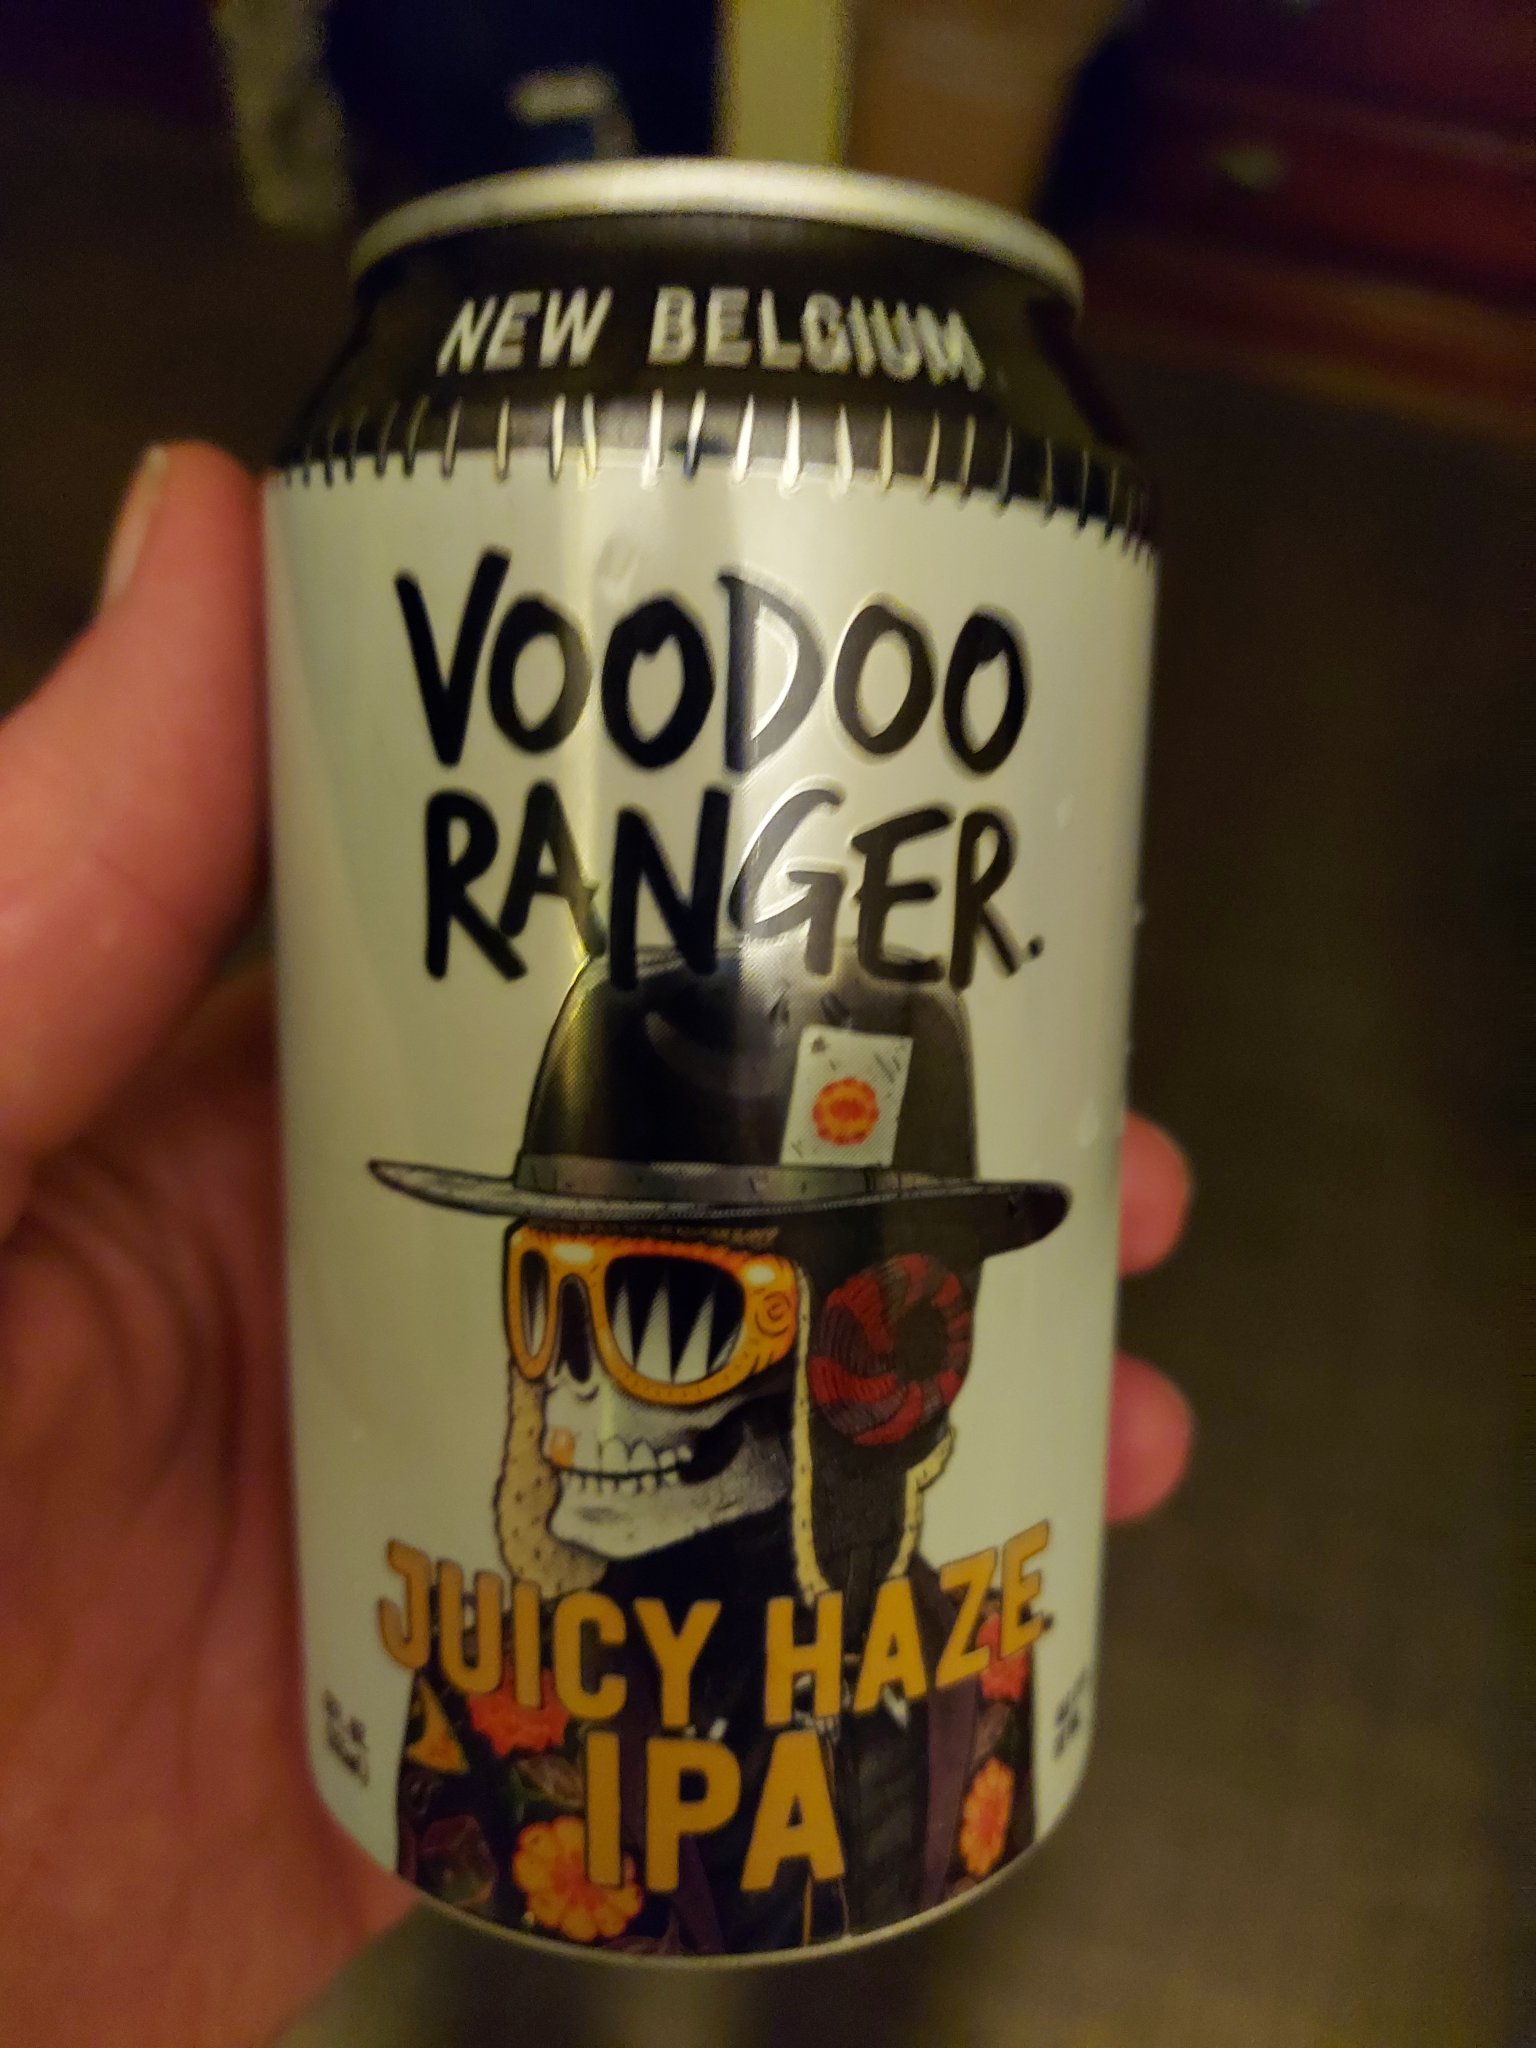 NEW BELGIUM
VOODOO
RANGER.
JUICY HAZE.
IPA